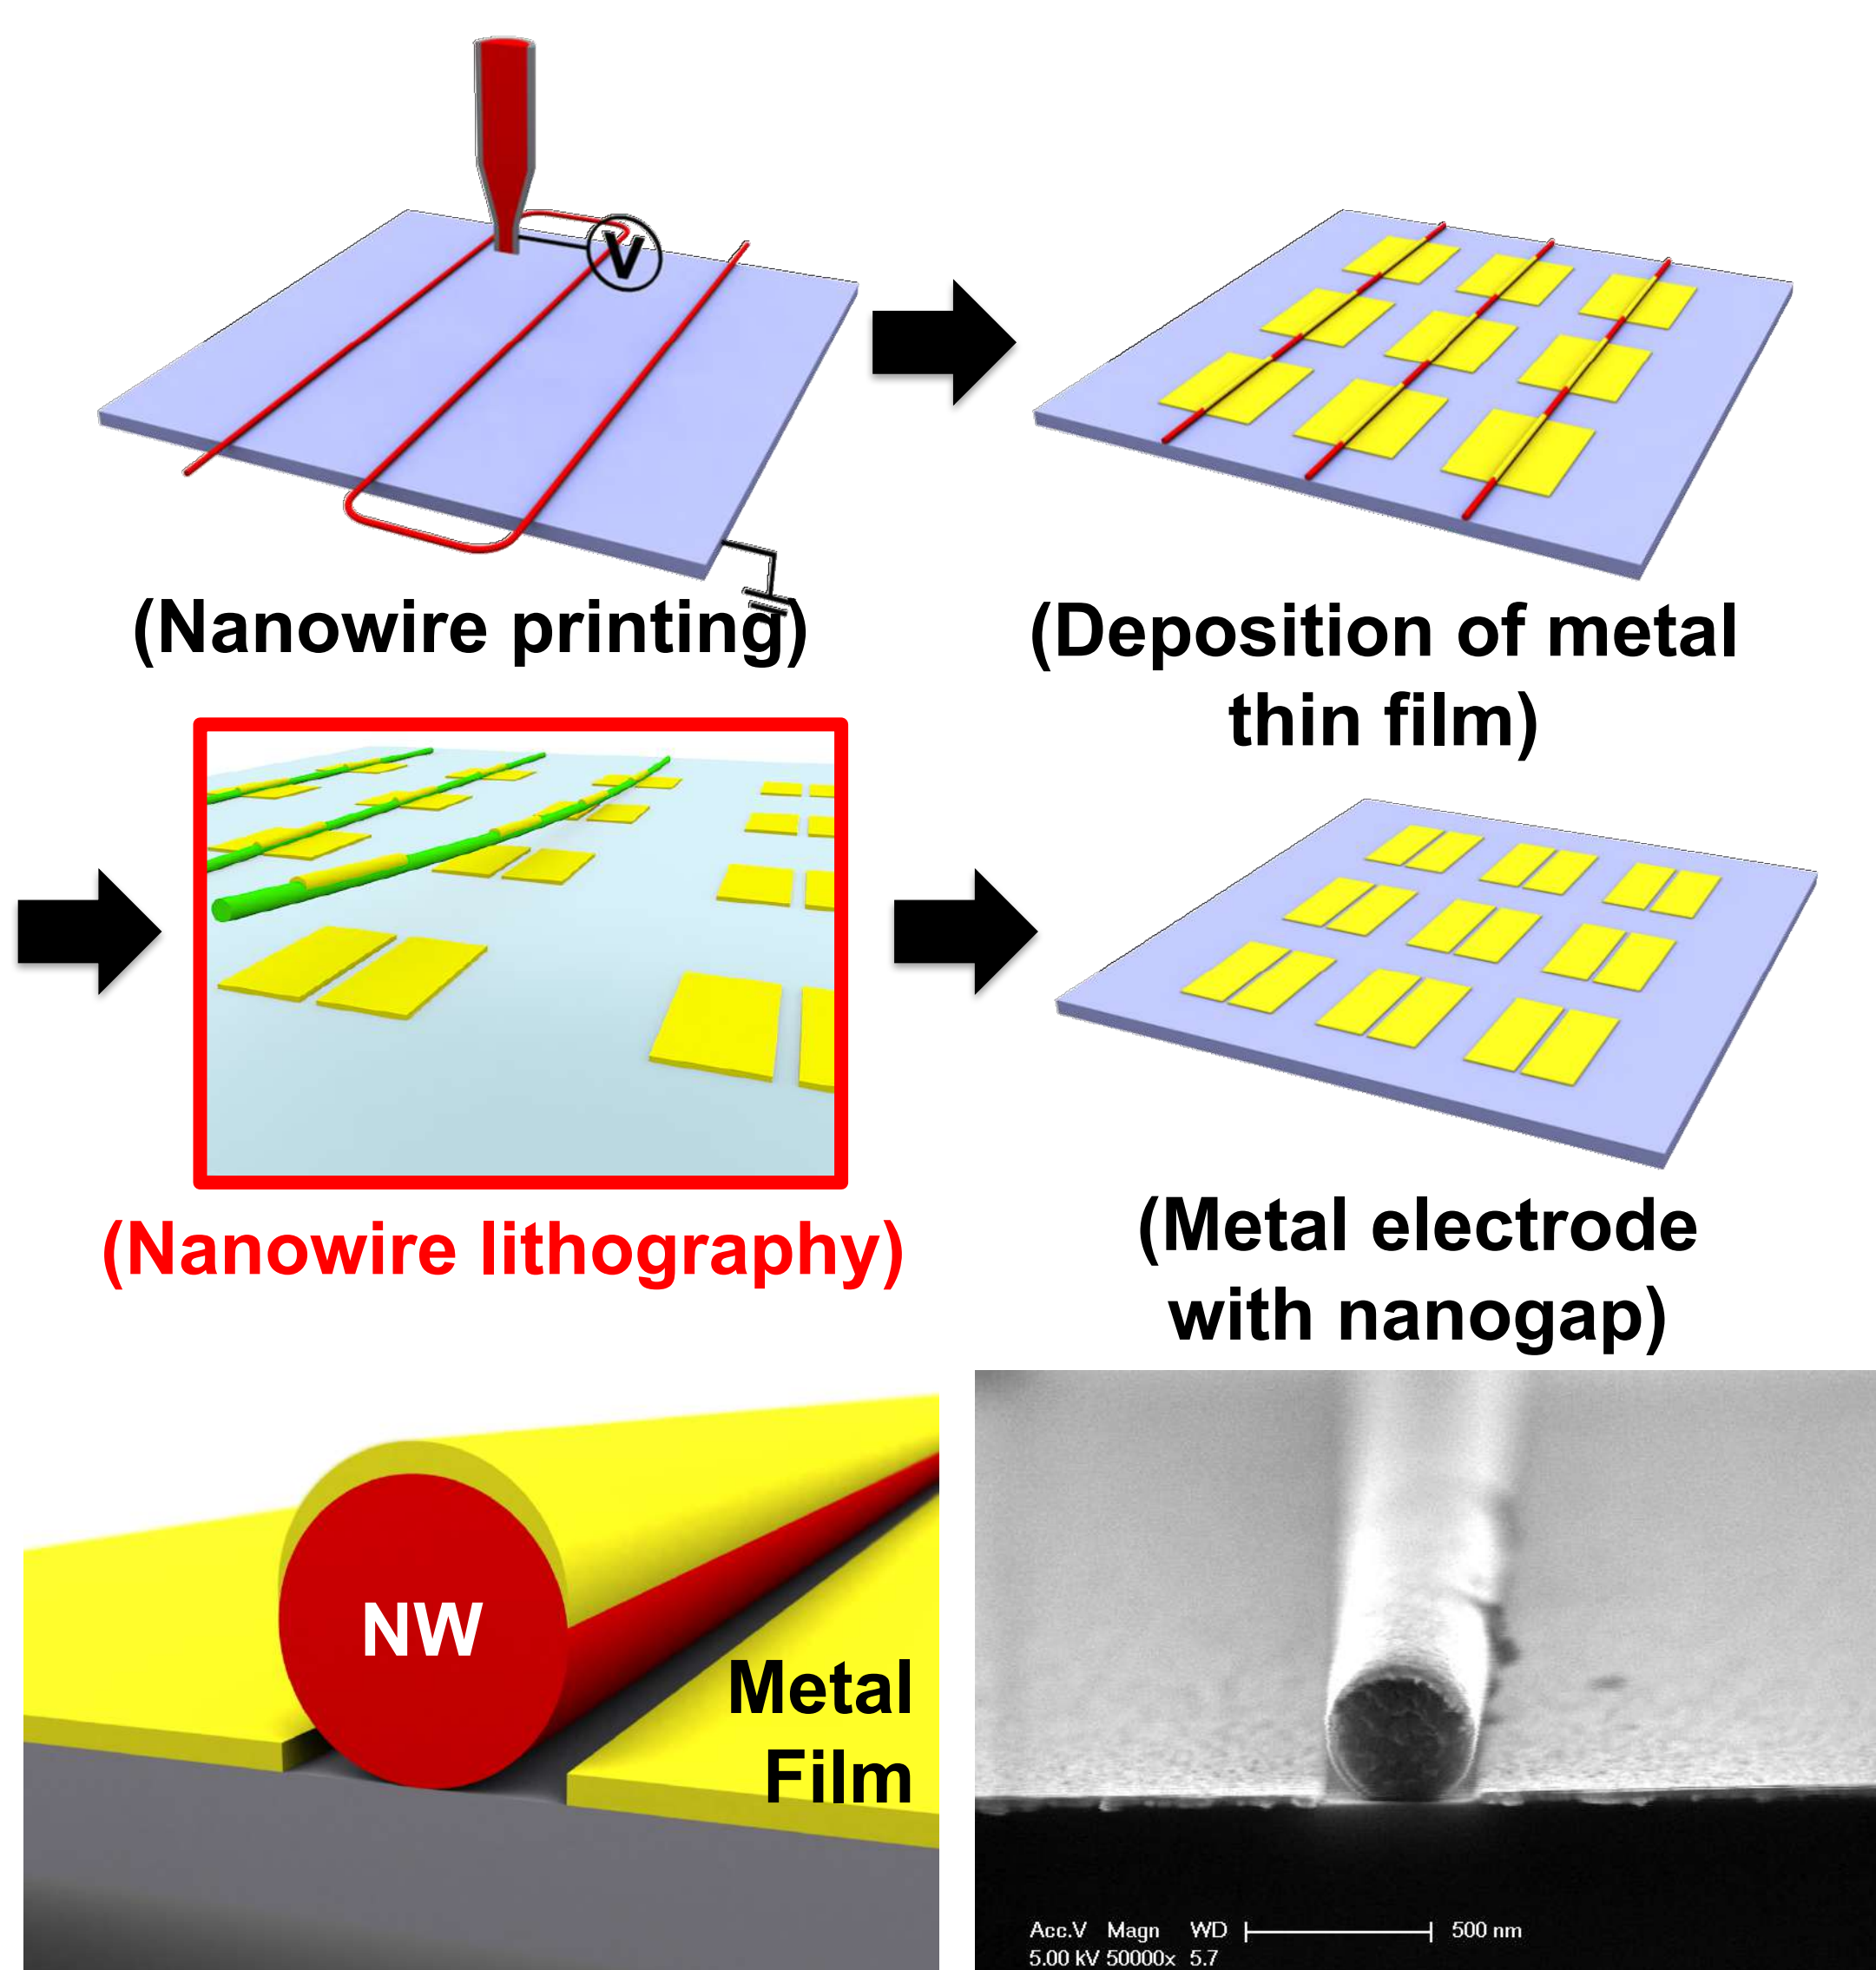 V
(Nanowire printing)
(Deposition of metal
thin film)
(Nanowire lithography)
(Metal electrode
with nanogap)
NW
Metal
Film
Acc.V Magn WD 500 nm
5.00 kV 50000x 5.7